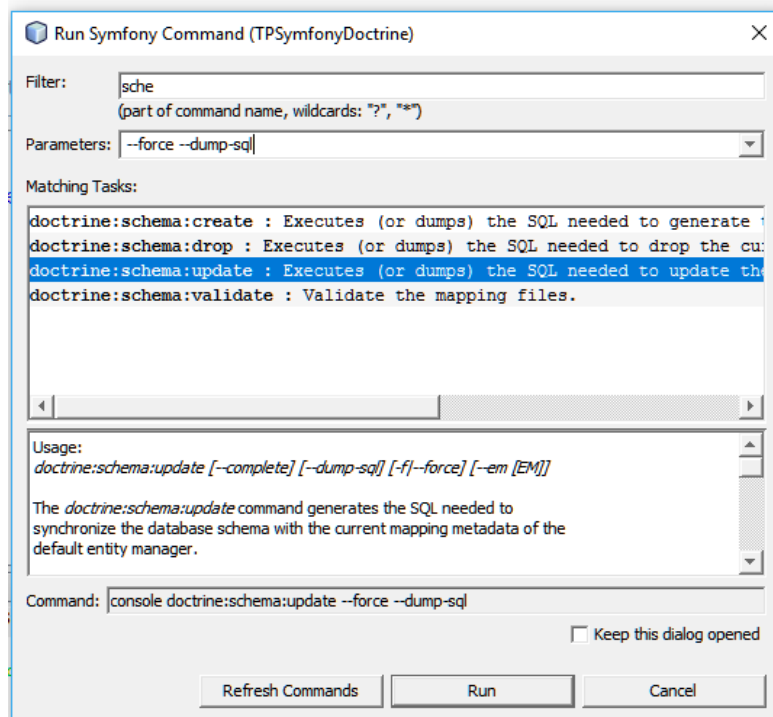 Run Symfony Command (TPSymfonyDoctrine)
Filter: sche
(part of command name, wildcards: "?", "*")
Parameters: --force --dump-sql
Matching Tasks:
doctrine:schema:create : Executes (or dumps) the SQL needed to generate
doctrine:schema:drop : Executes (or dumps) the SQL needed to drop the
doctrine:schema:update : Executes (or dumps) the SQL needed to update the
doctrine:schema:validate : Validate the mapping files.
Usage:
doctrine:schema:update [--complete] [--dump-sql] [-f|--force] [--em [EM]]
The doctrine:schema:update command generates the SQL needed to
synchronize the database schema with the current mapping metadata of the
default entity manager.
Command: console doctrine:schema:update --force --dump-sql
Keep this dialog opened
Refresh Commands Run Cancel